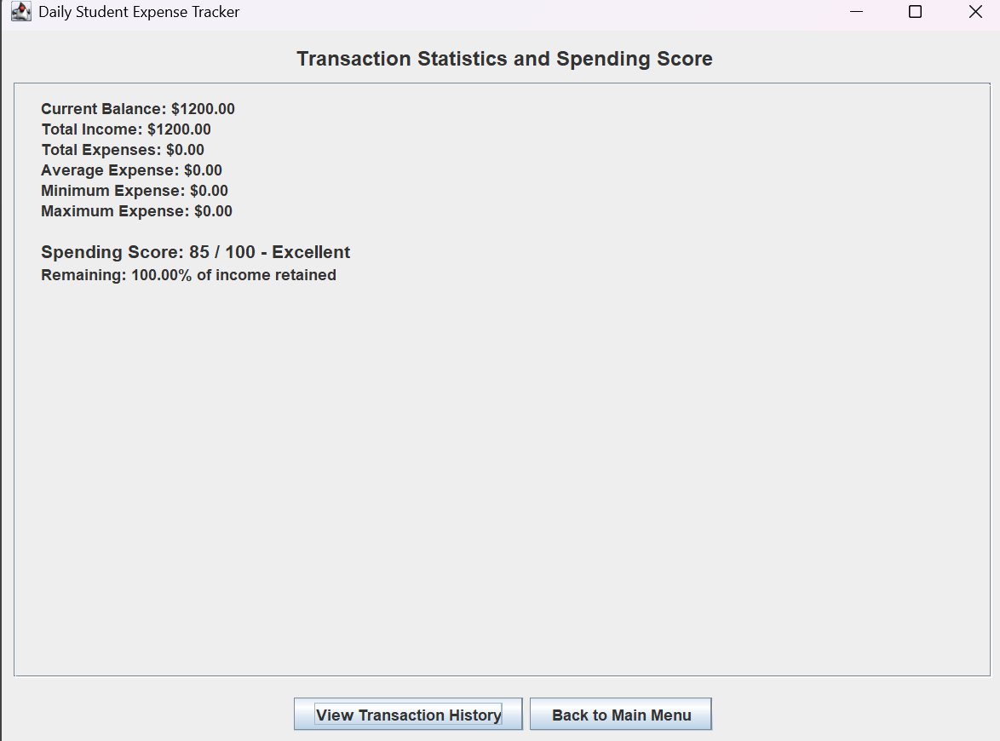 Daily Student Expense Tracker
Transaction Statistics and Spending Score
Current Balance: $1200.00
Total Income: $1200.00
Total Expenses: $0.00
Average Expense: $0.00
Minimum Expense: $0.00
Maximum Expense: $0.00
Spending Score: 85 / 100 - Excellent
Remaining: 100.00% of income retained
View Transaction History
Back to Main Menu